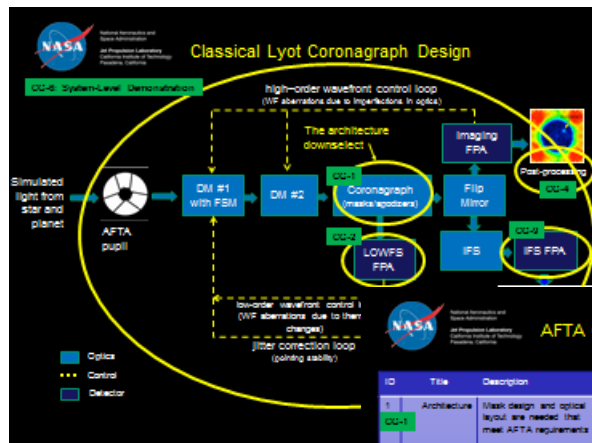 NASA
National Aeronautics and
Space Administration
Jet Propulsion Laboratory
California Institute of Technology
Pasadena, California
Classical Lyot Coronagraph Design
CG-6: System-Level Demonstration
high-order wavefront control loop
(WF aberrations due to imperfections in optics)
The architecture
downselect
Imaging
FPA
Post-processing
CG-4
CG-1
Simulated
light from
star and
planet
AFTA
pupil
DM #1
with FSM
DM #2
Coronagraph
(masks/apodizers)
Flip
Mirror
CG-2
LOWFS
FPA
IFS
CG-9
IFS FPA
low-order wavefront control l
(WF aberrations due to therm
changes)
jitter correction loop
(pointing stability)
Optics
Control
Detector
NASA
National Aeronautics and
Space Administration
Jet Propulsion Laboratory
California Institute of Technology
Pasadena, California
AFTA
ID
Title
Description
1
CG-1
Architecture
Mask design and optical
layout are needed that
meet AFTA requirements